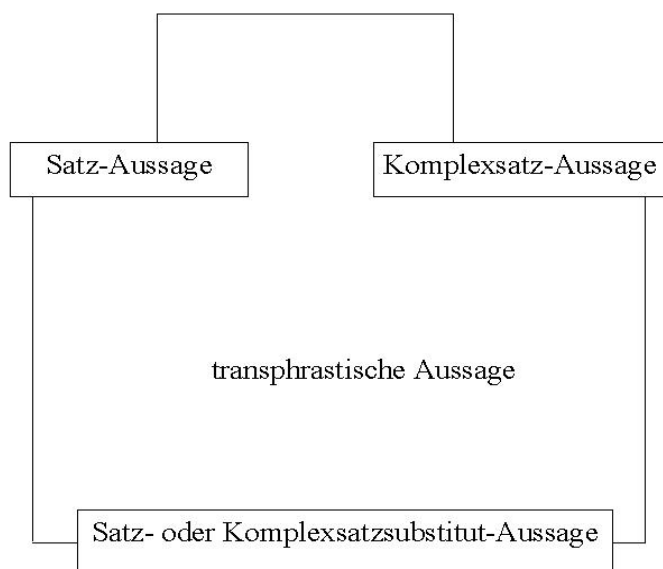 Satz-Aussage
Komplexsatz-Aussage
transphrastische Aussage
Satz- oder Komplexsatzsubstitut-Aussage